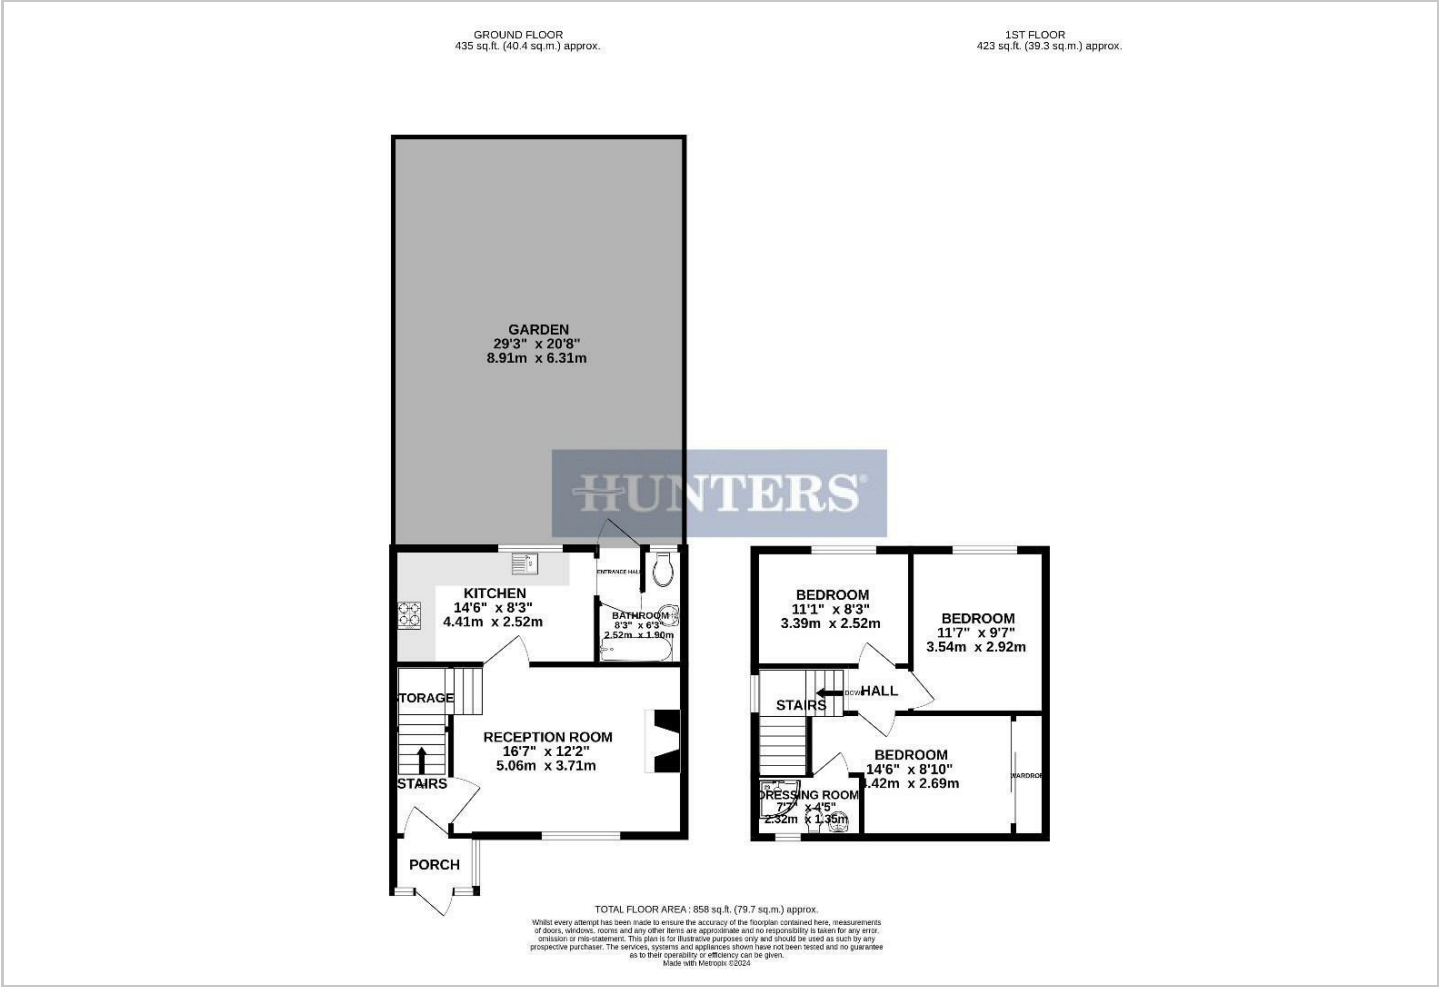 GROUND FLOOR
435 sq.ft. (40.4 sq.m.) approx.
1ST FLOOR
423 sq.ft. (39.3 sq.m.) approx.
GARDEN
29'3" x 20'8"
8.91m x 6.31m
HUNTERS®
ENTRANCE HALL
KITCHEN
14'6" x 8'3"
4.41m x 2.52m
BATHROOM
8'3" x 6'3"
2.52m x 1.90m
STORAGE
RECEPTION ROOM
16'7" x 12'2"
5.06m x 3.71m
STAIRS
PORCH
BEDROOM
11'1" x 8'3"
3.39m x 2.52m
BEDROOM
11'7" x 9'7"
3.54m x 2.92m
DOWN
HALL
STAIRS
BEDROOM
14'6" x 8'10"
4.42m x 2.69m
WARDROBE
DRESSING ROOM
7'7" x 4'5"
2.32m x 1.35m
TOTAL FLOOR AREA : 858 sq.ft. (79.7 sq.m.) approx.
Whilst every attempt has been made to ensure the accuracy of the floorplan contained here, measurements
of doors, windows, rooms and any other items are approximate and no responsibility is taken for any error,
omission or mis-statement. This plan is for illustrative purposes only and should be used as such by any
prospective purchaser. The services, systems and appliances shown have not been tested and no guarantee
as to their operability or efficiency can be given.
Made with Metropix ©2024